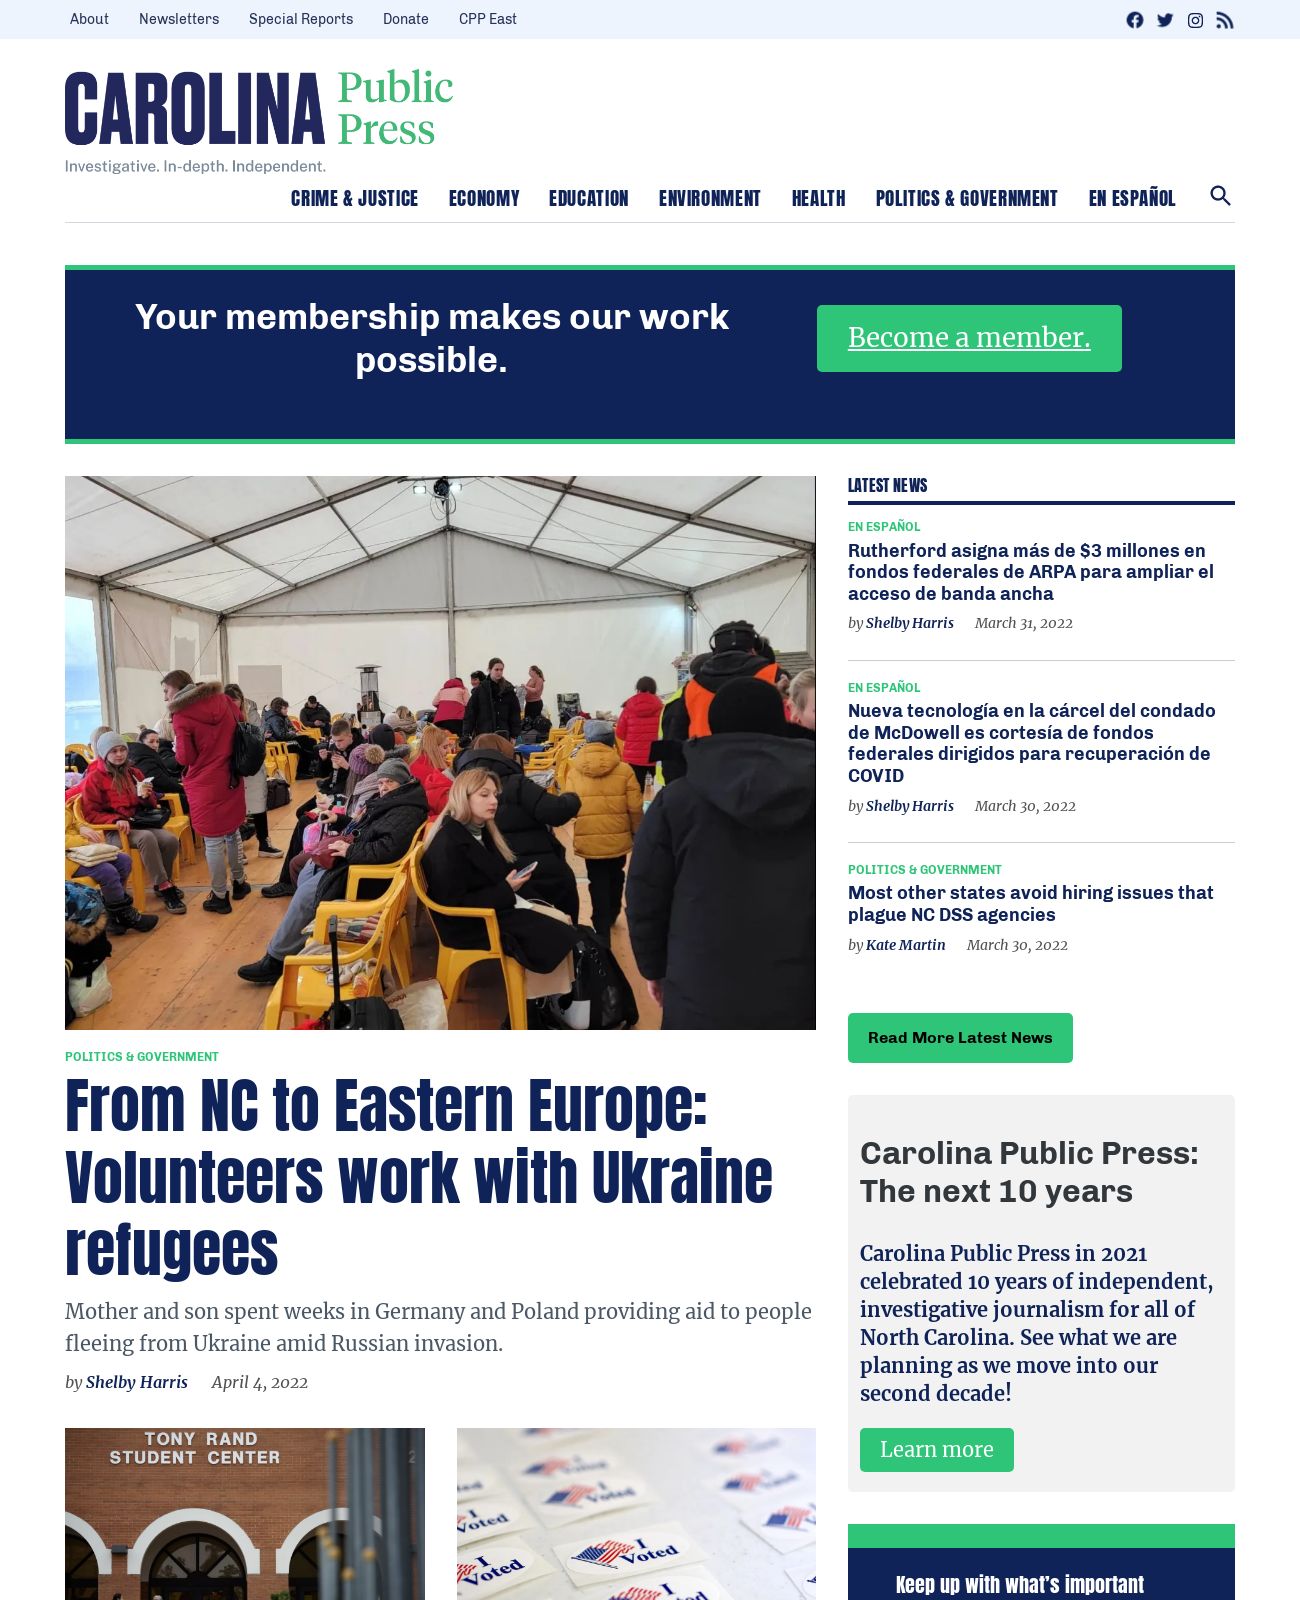 About Newsletters Special Reports Donate CPP East
CAROLINA Public
Press
Investigative. In-depth. Independent.
CRIME & JUSTICE ECONOMY EDUCATION ENVIRONMENT HEALTH POLITICS & GOVERNMENT EN ESPAÑOL
Your membership makes our work
possible.
Become a member.
POLITICS & GOVERNMENT
From NC to Eastern Europe:
Volunteers work with Ukraine
refugees
Mother and son spent weeks in Germany and Poland providing aid to people
fleeing from Ukraine amid Russian invasion.
by Shelby Harris April 4, 2022
TONY RAND
STUDENT CENTER
I Voted
I Voted
I Voted
LATEST NEWS
EN ESPAÑOL
Rutherford asigna más de $3 millones en
fondos federales de ARPA para ampliar el
acceso de banda ancha
by Shelby Harris March 31, 2022
EN ESPAÑOL
Nueva tecnología en la cárcel del condado
de McDowell es cortesía de fondos
federales dirigidos para recuperación de
COVID
by Shelby Harris March 30, 2022
POLITICS & GOVERNMENT
Most other states avoid hiring issues that
plague NC DSS agencies
by Kate Martin March 30, 2022
Read More Latest News
Carolina Public Press:
The next 10 years
Carolina Public Press in 2021
celebrated 10 years of independent,
investigative journalism for all of
North Carolina. See what we are
planning as we move into our
second decade!
Learn more
Keep up with what's important